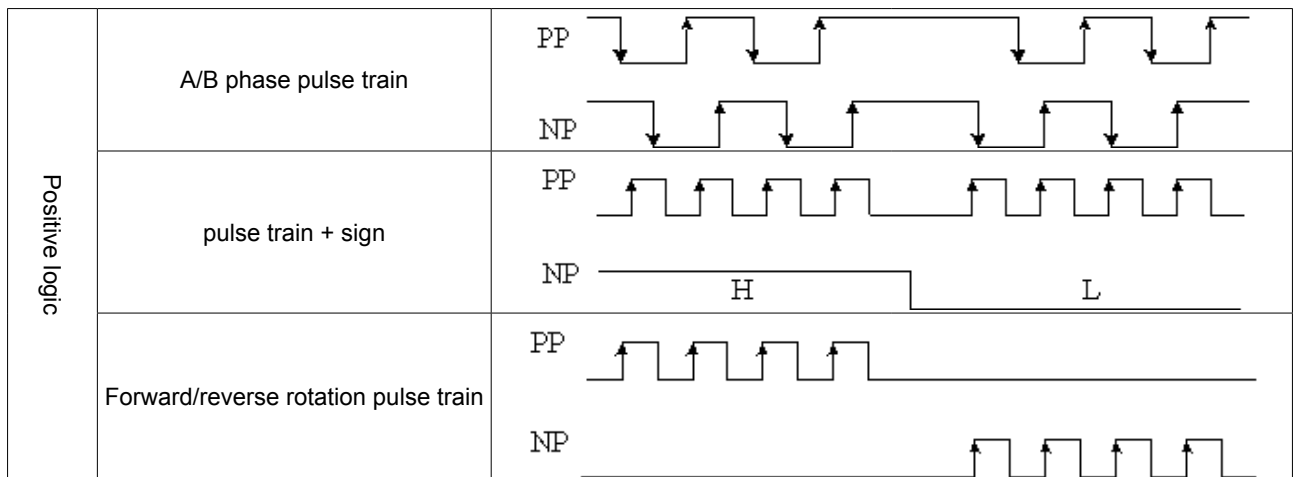 Positive logic
A/B phase pulse train
PP
NP
pulse train + sign
PP
NP
H
L
Forward/reverse rotation pulse train
PP
NP